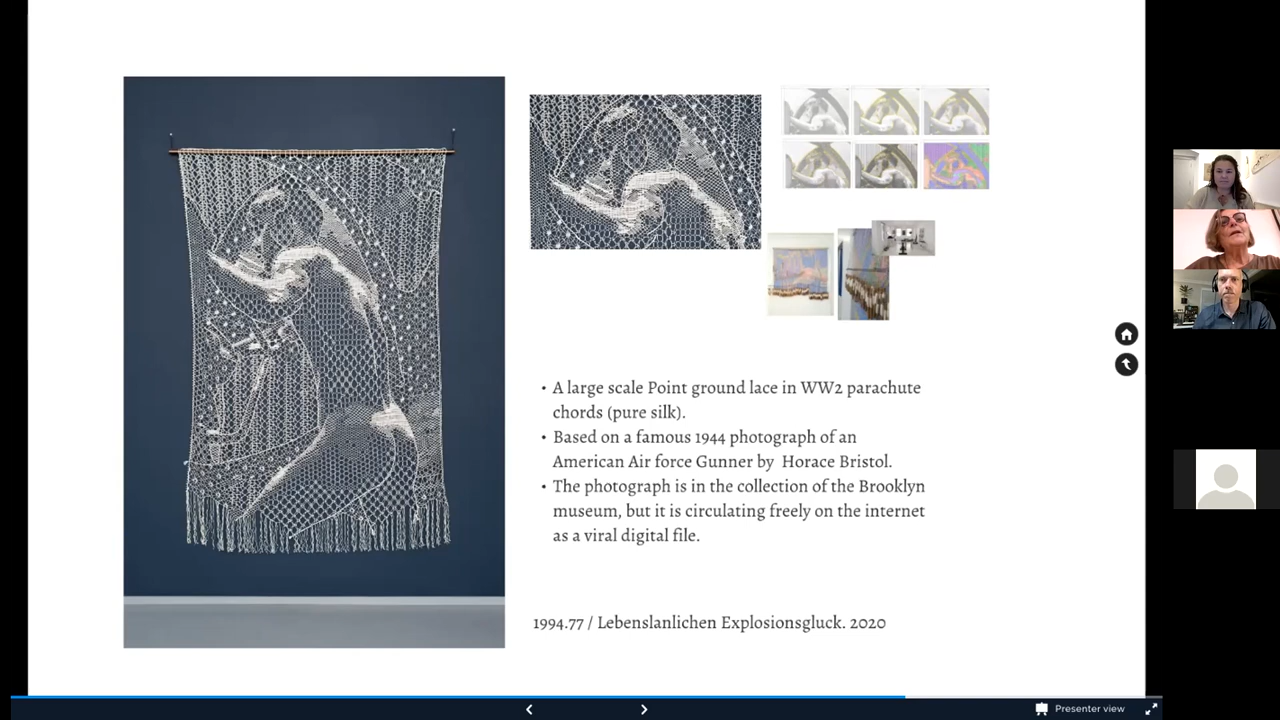 • A large scale Point ground lace in WW2 parachute
chords (pure silk).
• Based on a famous 1944 photograph of an
American Air force Gunner by Horace Bristol.
• The photograph is in the collection of the Brooklyn
museum, but it is circulating freely on the internet
as a viral digital file.
1994.77 / Lebenslanlichen Explosionsgluck. 2020
Presenter view